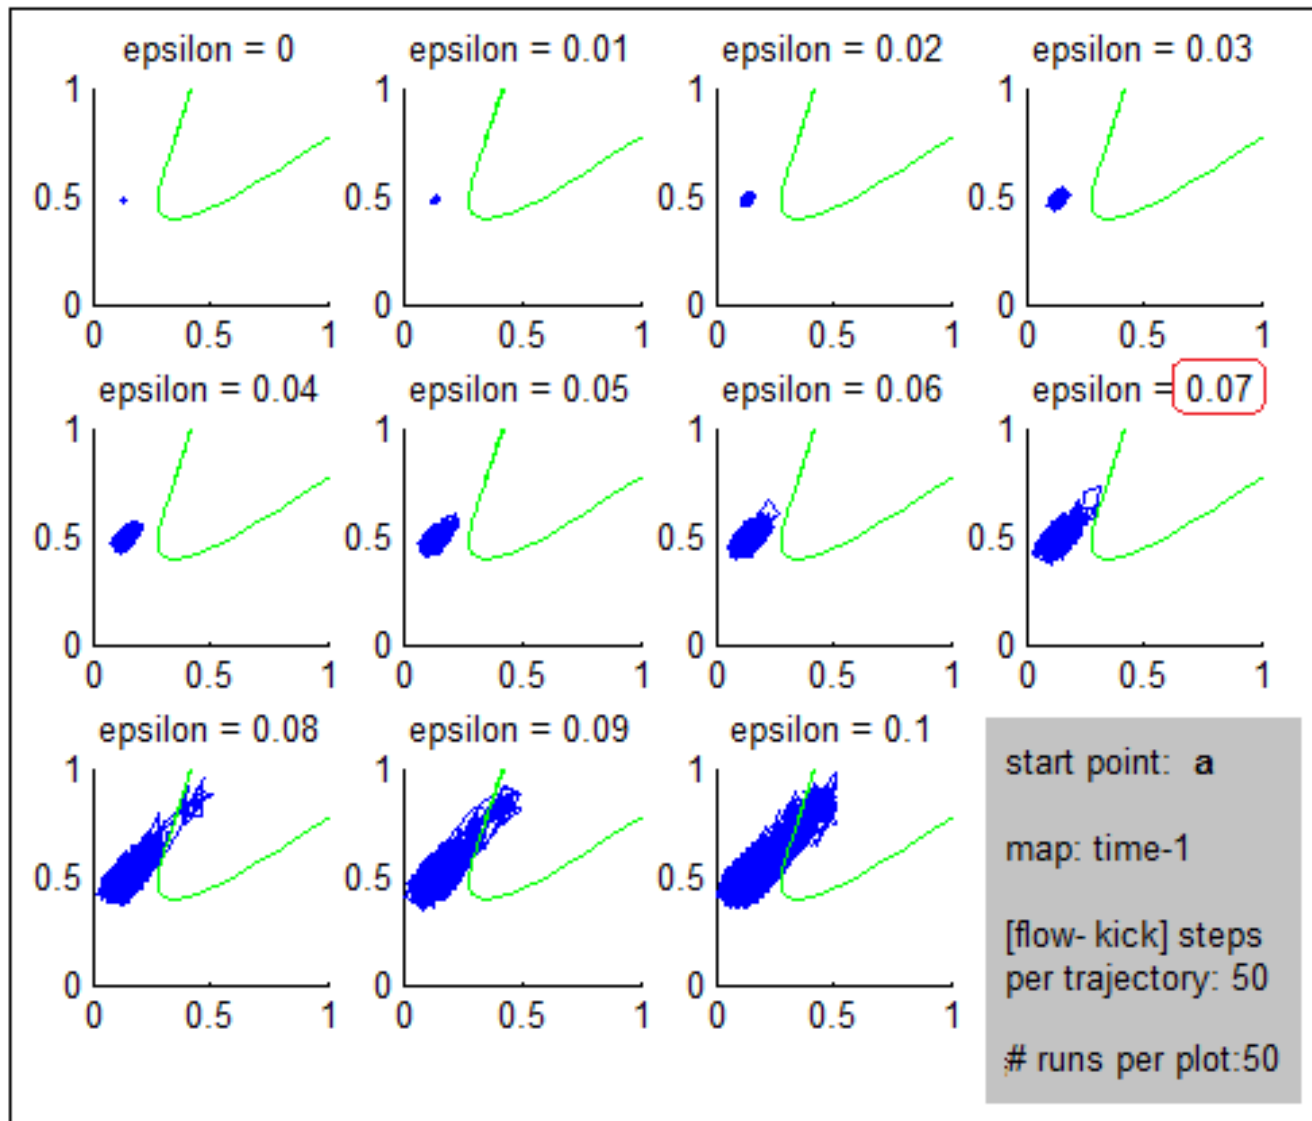 epsilon = 0
epsilon = 0.01
epsilon = 0.02
epsilon = 0.03
1
0.5
0
0 0.5 1
1
0.5
0
0 0.5 1
1
0.5
0
0 0.5 1
1
0.5
0
0 0.5 1
epsilon = 0.04
epsilon = 0.05
epsilon = 0.06
epsilon = 0.07
1
0.5
0
0 0.5 1
1
0.5
0
0 0.5 1
1
0.5
0
0 0.5 1
1
0.5
0
0 0.5 1
epsilon = 0.08
epsilon = 0.09
epsilon = 0.1
1
0.5
0
0 0.5 1
1
0.5
0
0 0.5 1
1
0.5
0
0 0.5 1
start point: a
map: time-1
[flow- kick] steps
per trajectory: 50
# runs per plot:50